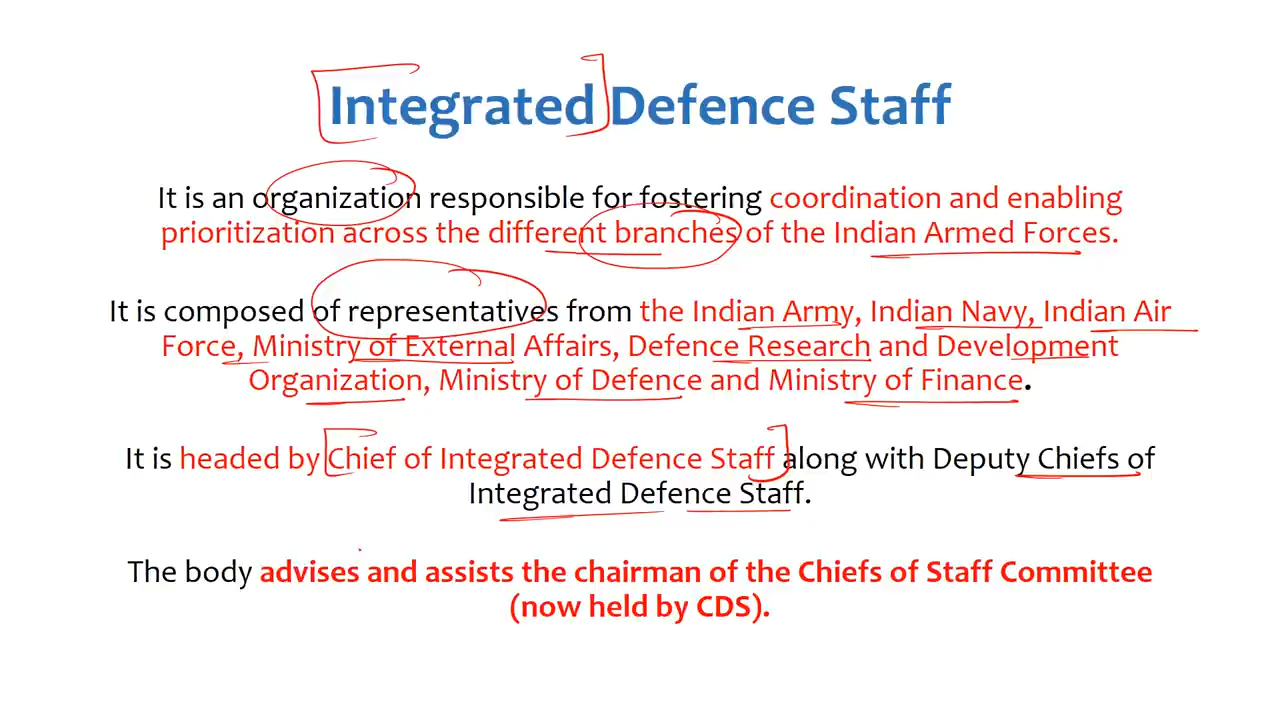 Integrated Defence Staff
It is an organization responsible for fostering coordination and enabling
prioritization across the different branches of the Indian Armed Forces.
It is composed of representatives from the Indian Army, Indian Navy, Indian Air
Force, Ministry of External Affairs, Defence Research and Development
Organization, Ministry of Defence and Ministry of Finance.
It is headed by Chief of Integrated Defence Staff along with Deputy Chiefs of
Integrated Defence Staff.
The body advises and assists the chairman of the Chiefs of Staff Committee
(now held by CDS).